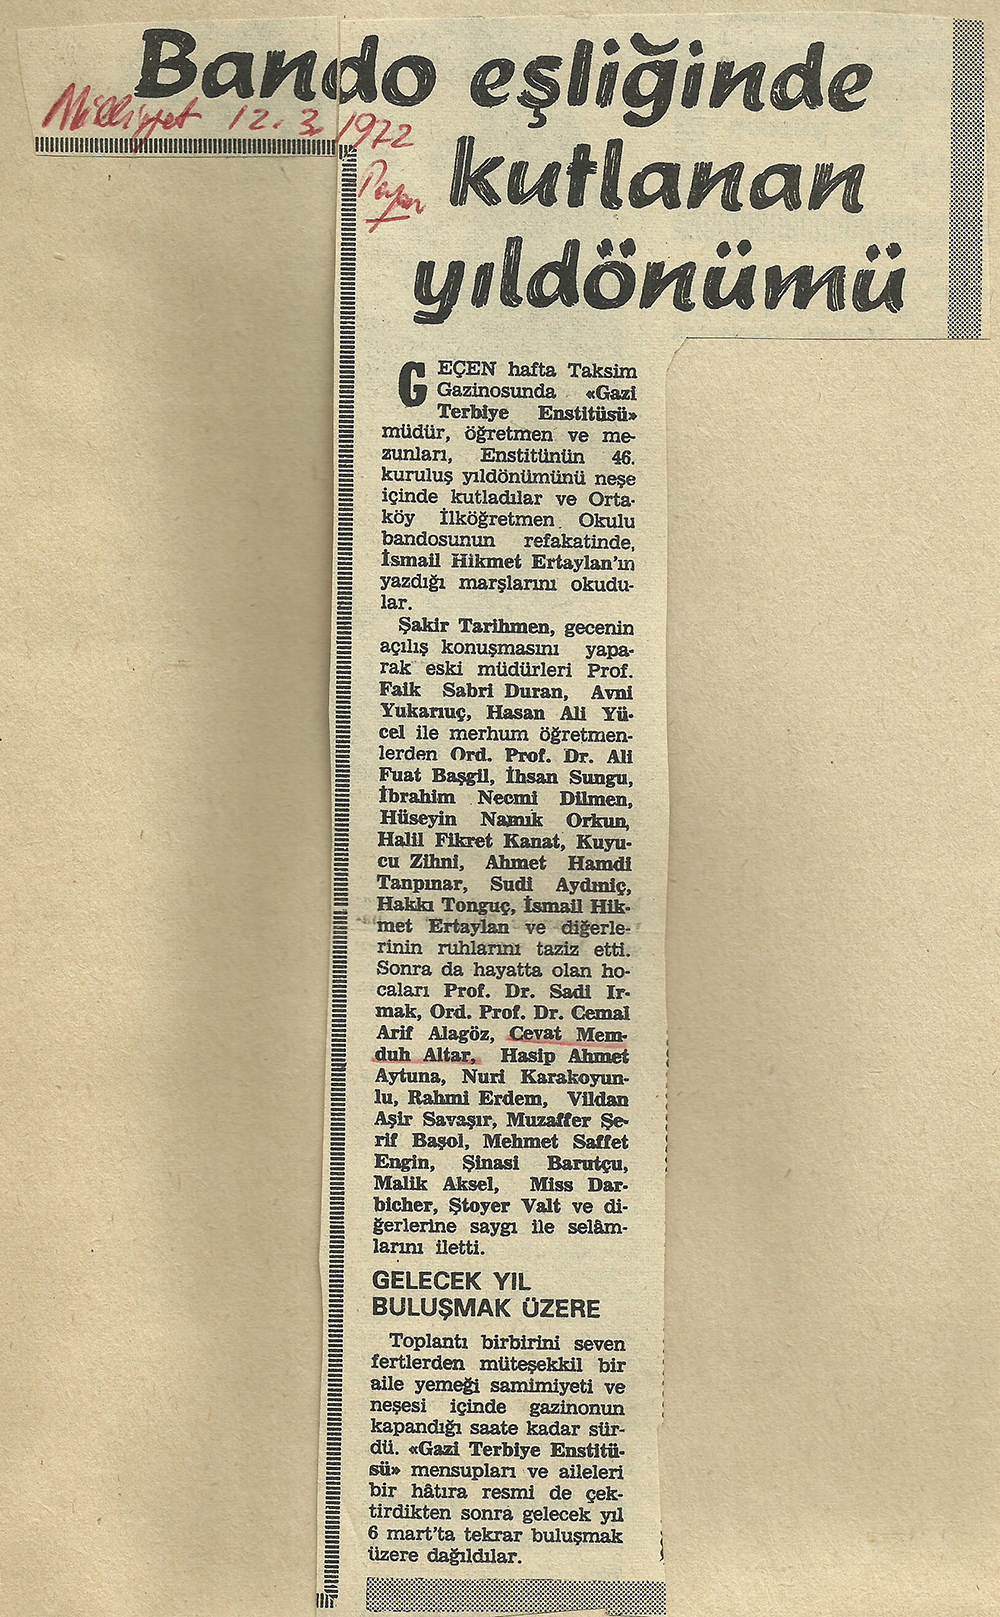 Bando eşliğinde
Milliyet 12.3.1972
Pazar
kutlanan
yıldönümü
GEÇEN hafta Taksim
Gazinosunda «Gazi
Terbiye Enstitüsü»
müdür, öğretmen ve me-
zunları, Enstitünün 46.
kuruluş yıldönümünü neşe
içinde kutladılar ve Orta-
köy İlköğretmen Okulu
bandosunun refakatinde,
İsmail Hikmet Ertaylan'ın
yazdığı marşlarını okudu-
lar.
Şakir Tarihmen, gecenin
açılış konuşmasını yapa-
rak eski müdürleri Prof.
Faik Sabri Duran, Avni
Yukarıuç, Hasan Ali Yü-
cel ile merhum öğretmen-
lerden Ord. Prof. Dr. Ali
Fuat Başgil, İhsan Sungu,
İbrahim Necmi Dilmen,
Hüseyin Namık Orkun,
Halil Fikret Kanat, Kuyu-
cu Zihni, Ahmet Hamdi
Tanpınar, Sudi Aydmiç,
Hakkı Tonguç, İsmail Hik-
met Ertaylan ve diğerle-
rinin ruhlarını taziz etti.
Sonra da hayatta olan ho-
caları Prof. Dr. Sadi Ir-
mak, Ord. Prof. Dr. Cemal
Arif Alagöz, Cevat Mem-
duh Altar, Hasip Ahmet
Aytuna, Nuri Karakoyun-
lu, Rahmi Erdem, Vildan
Aşir Savaşır, Muzaffer Şe-
rif Başol, Mehmet Saffet
Engin, Şinasi Barutçu,
Malik Aksel, Miss Dar-
bicher, Ştoyer Valt ve di-
ğerlerine saygı ile selâm-
larını iletti.
GELECEK YIL
BULUŞMAK ÜZERE
Toplantı birbirini seven
fertlerden müteşekkil bir
aile yemeği samimiyeti ve
neşesi içinde gazinonun
kapandığı saate kadar sür-
dü. «Gazi Terbiye Enstitü-
sü» mensupları ve aileleri
bir hâtıra resmi de çek-
tirdikten sonra gelecek yıl
6 mart'ta tekrar buluşmak
üzere dağıldılar.